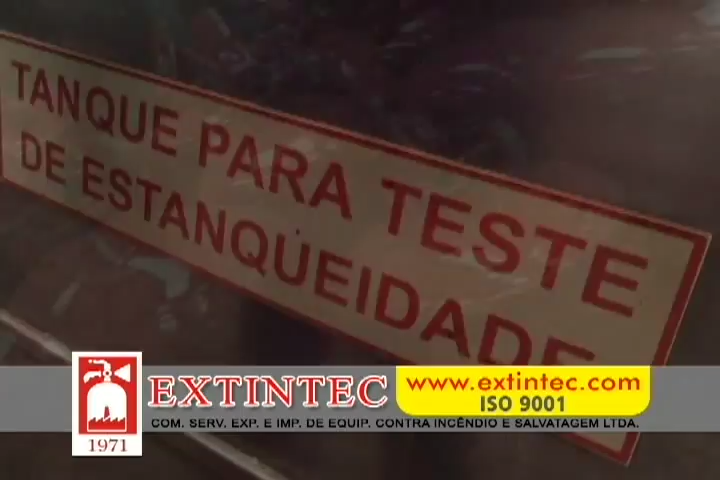 TANQUE PARA TESTE
DE ESTANQUEIDADE
EXTINTEC
www.extintec.com
ISO 9001
COM. SERV. EXP. E IMP. DE EQUIP. CONTRA INCÊNDIO E SALVATAGEM LTDA.
1971